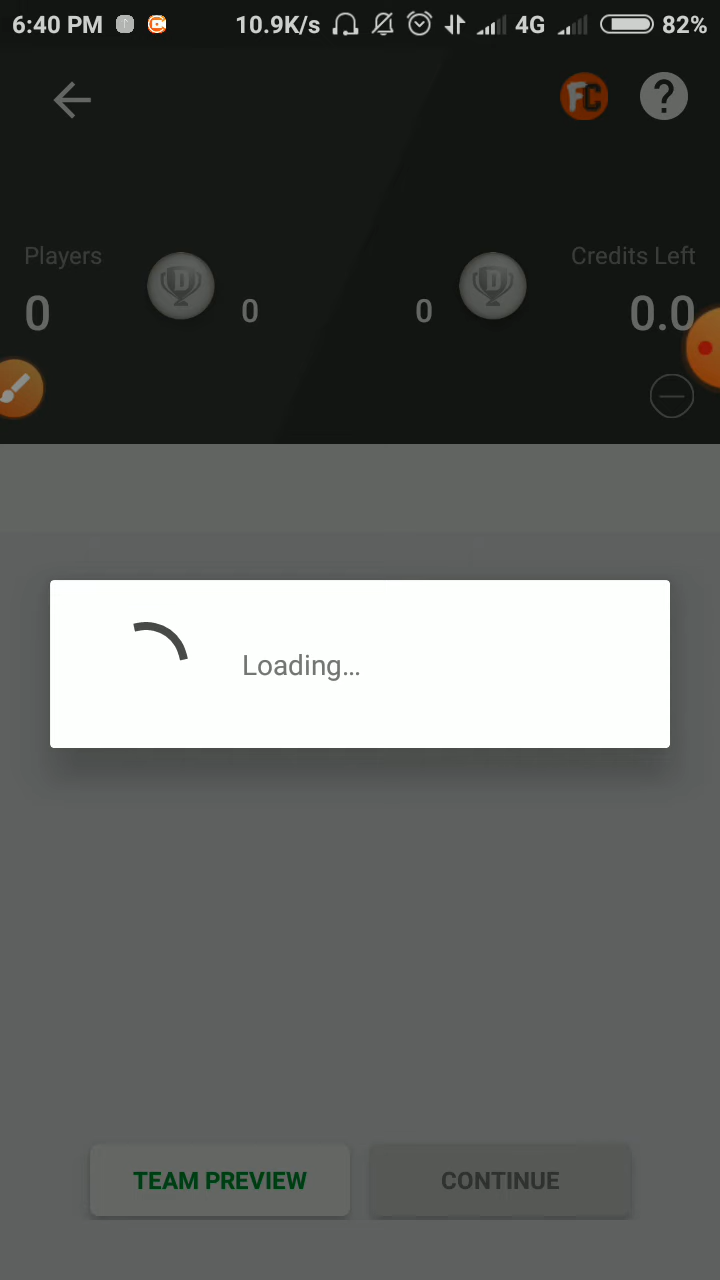 6:40 PM 10.9K/s 4G 82%
FC ?
Players Credits Left
D D
0 0 0 0.0
Loading...
TEAM PREVIEW CONTINUE